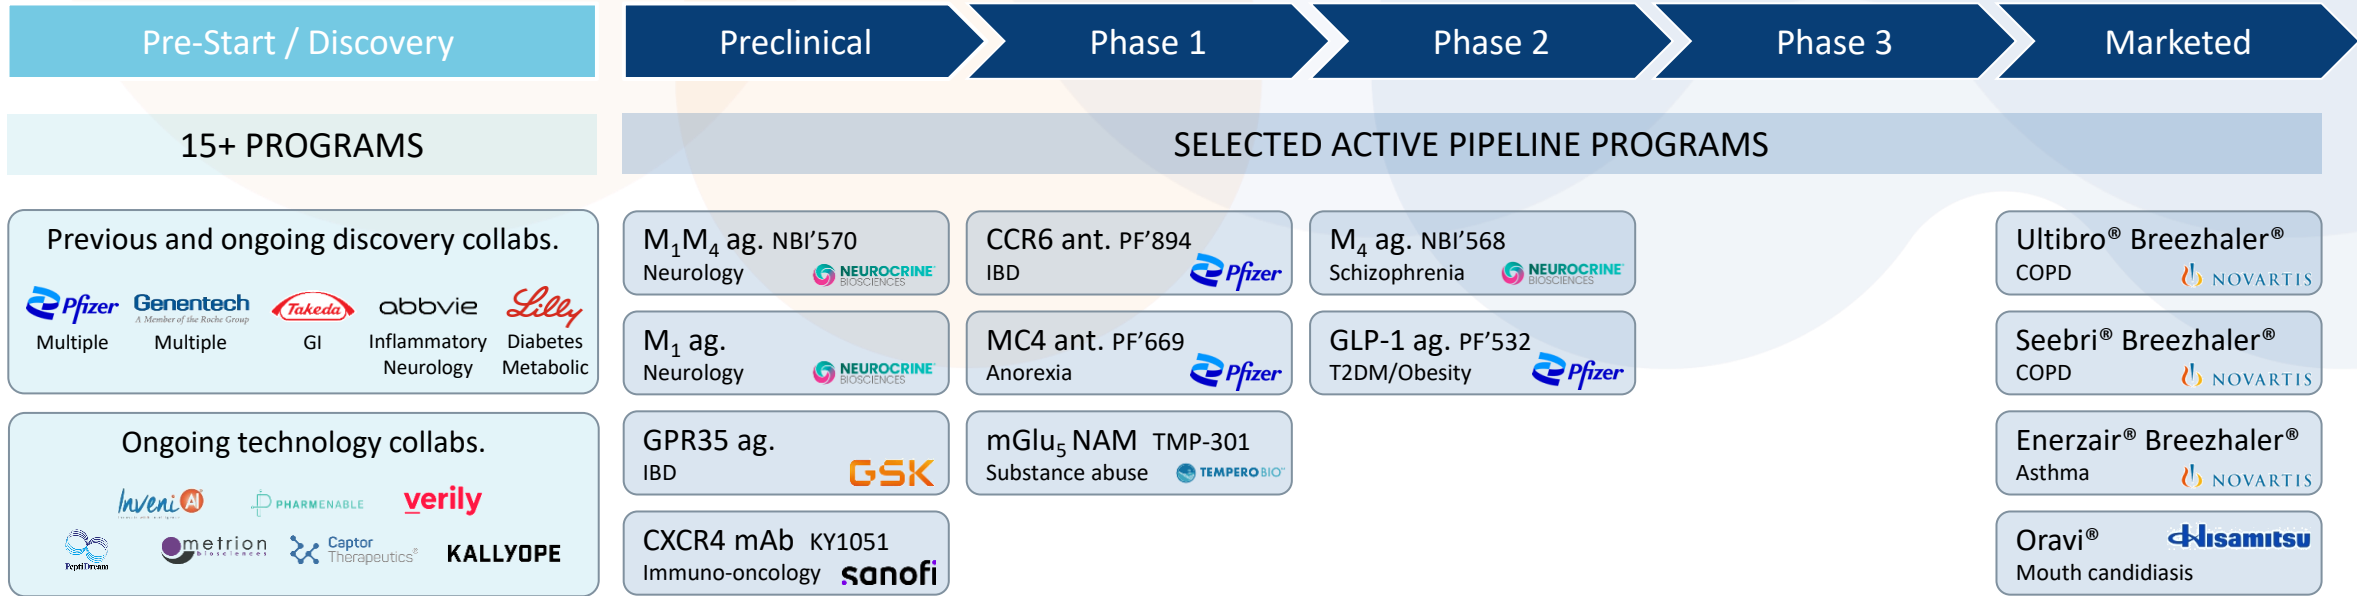 Pre-Start / Discovery
Preclinical
Phase 1
Phase 2
Phase 3
Marketed
15+ PROGRAMS
SELECTED ACTIVE PIPELINE PROGRAMS
Previous and ongoing discovery collabs.
Pfizer
Multiple
Genentech
A Member of the Roche Group
Multiple
Takeda
GI
abbvie
Inflammatory
Neurology
Lilly
Diabetes
Metabolic
Ongoing technology collabs.
InveniAI
PHARMENABLE
verily
PeptiDream
metrion
biosciences
Captor
Therapeutics®
KALLYOPE
M₁M₄ ag. NBI’570
Neurology
NEUROCRINE
BIOSCIENCES
M₁ ag.
Neurology
NEUROCRINE
BIOSCIENCES
GPR35 ag.
IBD
GSK
CXCR4 mAb KY1051
Immuno-oncology
sanofi
CCR6 ant. PF’894
IBD
Pfizer
MC4 ant. PF’669
Anorexia
Pfizer
mGlu₅ NAM TMP-301
Substance abuse
TEMPERO BIO™
M₄ ag. NBI’568
Schizophrenia
NEUROCRINE
BIOSCIENCES
GLP-1 ag. PF’532
T2DM/Obesity
Pfizer
Ultibro® Breezhaler®
COPD
NOVARTIS
Seebri® Breezhaler®
COPD
NOVARTIS
Enerzair® Breezhaler®
Asthma
NOVARTIS
Oravi®
Hisamitsu
Mouth candidiasis